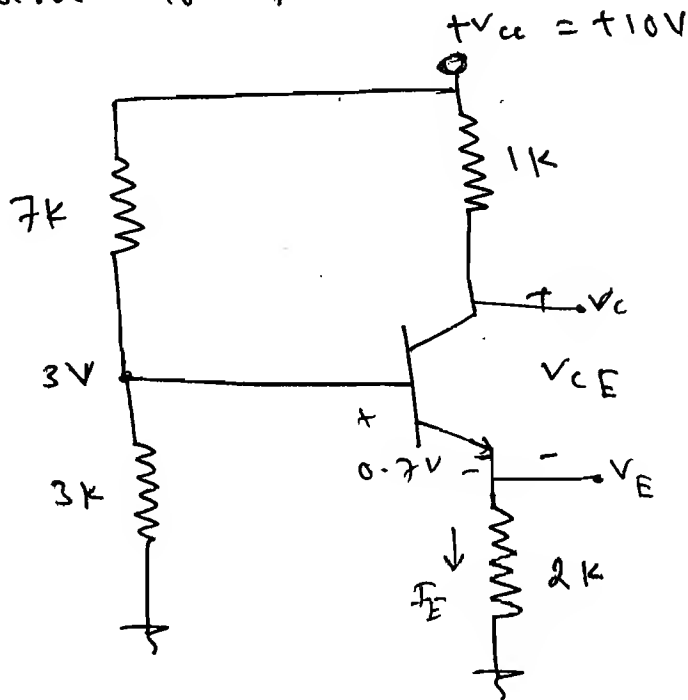 +Vcc = +10V
1K
7K
+ VC
3V
VCE
+
0.7V - - VE
3K
IE
2K